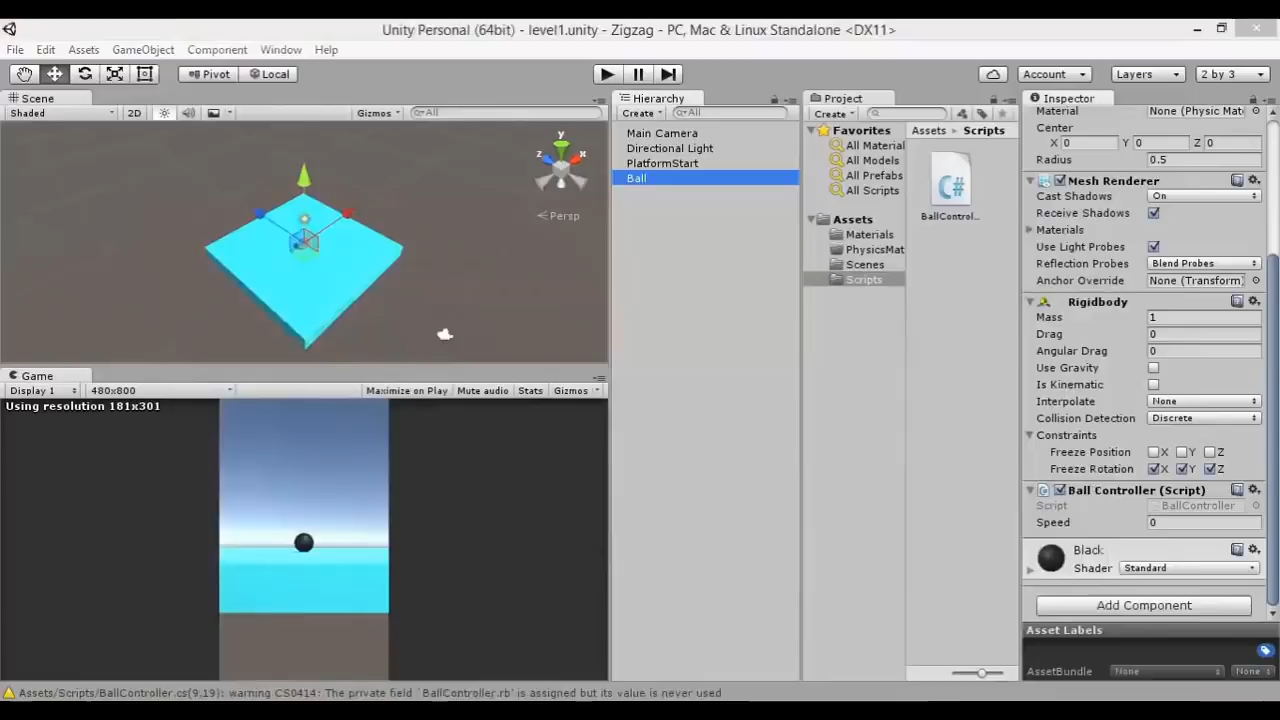 Unity Personal (64bit) - level1.unity - Zigzag - PC, Mac & Linux Standalone <DX11>
File Edit Assets GameObject Component Window Help
Pivot Local Account Layers 2 by 3
Scene
Shaded 2D Gizmos All
y
z x
Persp
Game
Display 1 480x800 Maximize on Play Mute audio Stats Gizmos
Using resolution 181x301
Hierarchy
Create All
Main Camera
Directional Light
PlatformStart
Ball
Project
Create
Favorites
All Material
All Models
All Prefabs
All Scripts
Assets
Materials
PhysicsMat
Scenes
Scripts
Assets Scripts
C#
BallControl...
Inspector
Material None (Physic Mate
Center
X 0 Y 0 Z 0
Radius 0.5
Mesh Renderer
Cast Shadows On
Receive Shadows
Materials
Use Light Probes
Reflection Probes Blend Probes
Anchor Override None (Transform)
Rigidbody
Mass 1
Drag 0
Angular Drag 0
Use Gravity
Is Kinematic
Interpolate None
Collision Detection Discrete
Constraints
Freeze Position X Y Z
Freeze Rotation X Y Z
Ball Controller (Script)
Script BallController
Speed 0
Black
Shader Standard
Add Component
Asset Labels
AssetBundle None None
Assets/Scripts/BallController.cs(9,19): warning CS0414: The private field `BallController.rb' is assigned but its value is never used